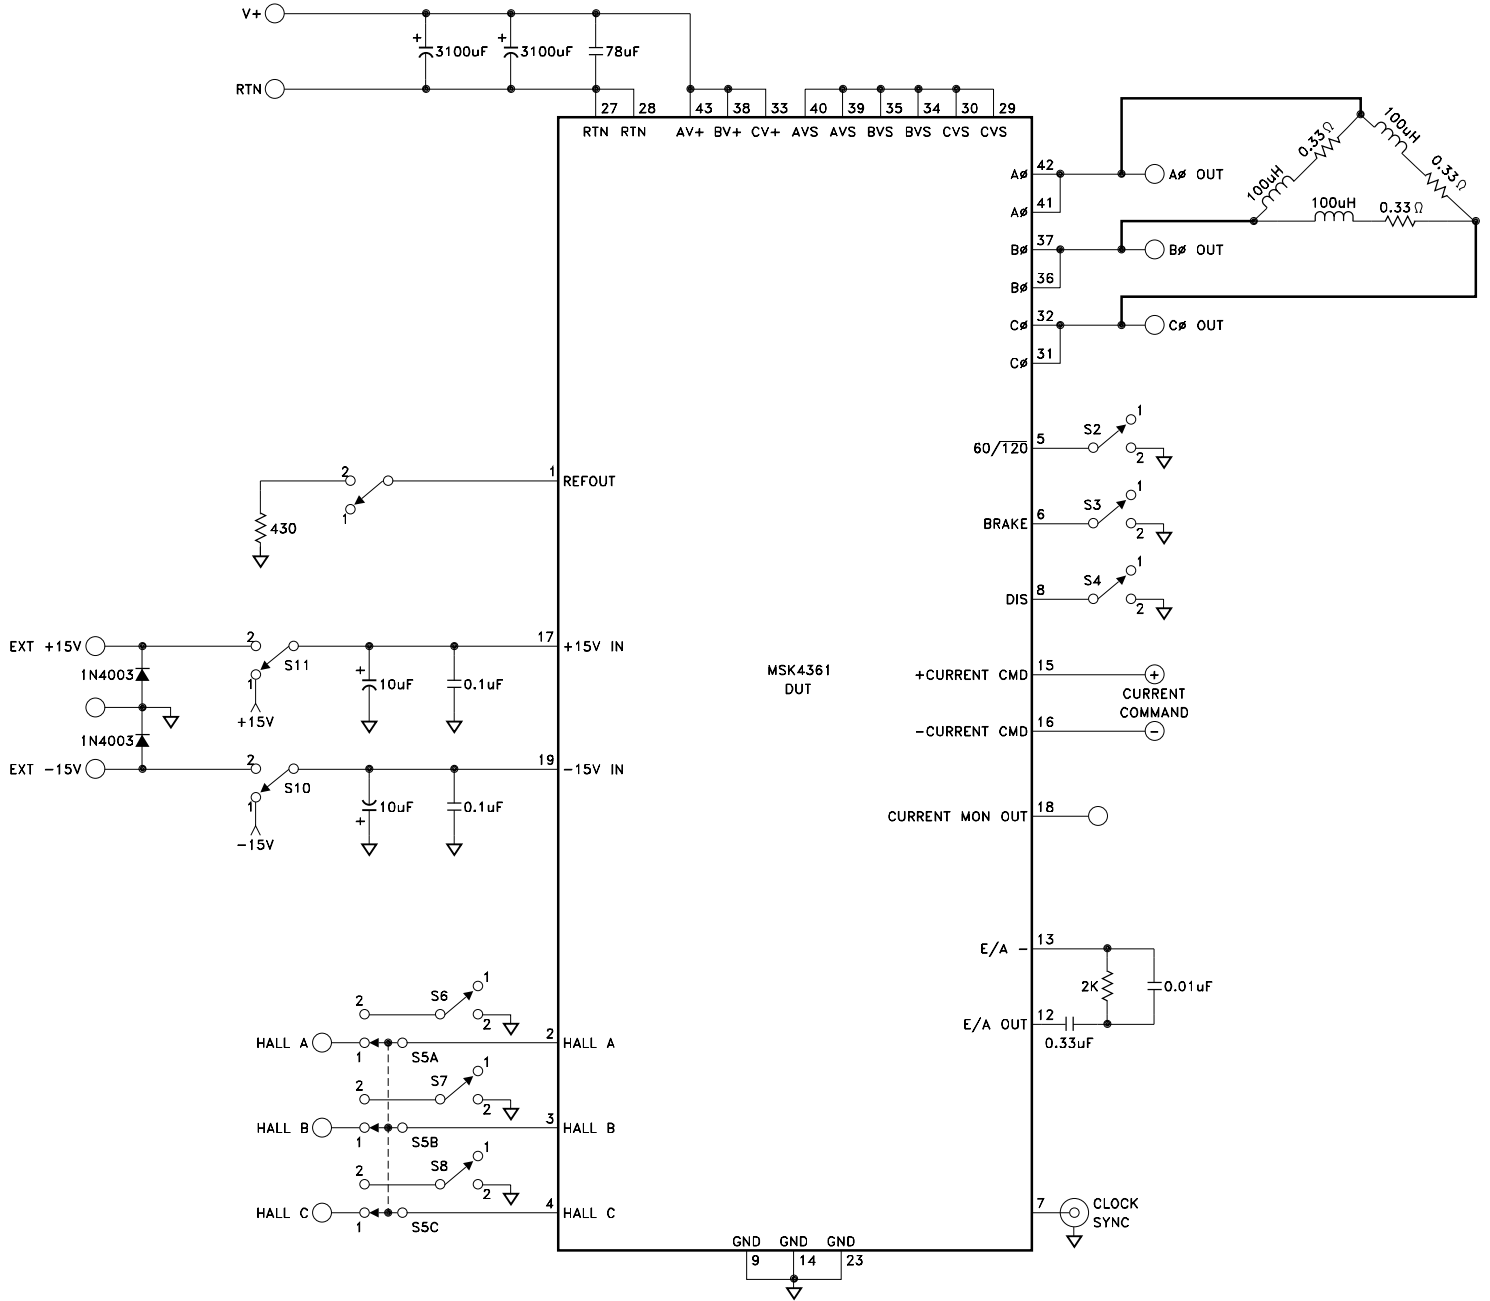 V+
+
3100uF
+
3100uF
78uF
RTN
27 28 43 38 33 40 39 35 34 30 29
RTN RTN AV+ BV+ CV+ AVS AVS BVS BVS CVS CVS
100uH
0.33Ω
0.33Ω
100uH
100uH
0.33Ω
AØ 42 AØ OUT
AØ 41
BØ 37 BØ OUT
BØ 36
CØ 32 CØ OUT
CØ 31
60/120 5 S2 1
2
2
1
430
1 REFOUT
BRAKE 6 S3 1
2
DIS 8 S4 1
2
EXT +15V
1N4003
2
1
S11
+15V
+
10uF
0.1uF
17 +15V IN
MSK4361
DUT
+CURRENT CMD 15 +
CURRENT
COMMAND
-CURRENT CMD 16 -
1N4003
EXT -15V
2
1
S10
-15V
10uF
+
0.1uF
19 -15V IN
CURRENT MON OUT 18
E/A - 13
2K
0.01uF
E/A OUT 12
0.33uF
2 S6 1
2
HALL A 1 S5A 2 HALL A
2 S7 1
2
HALL B 1 S5B 3 HALL B
2 S8 1
2
HALL C 1 S5C 4 HALL C
7 CLOCK
SYNC
GND GND GND
9 14 23